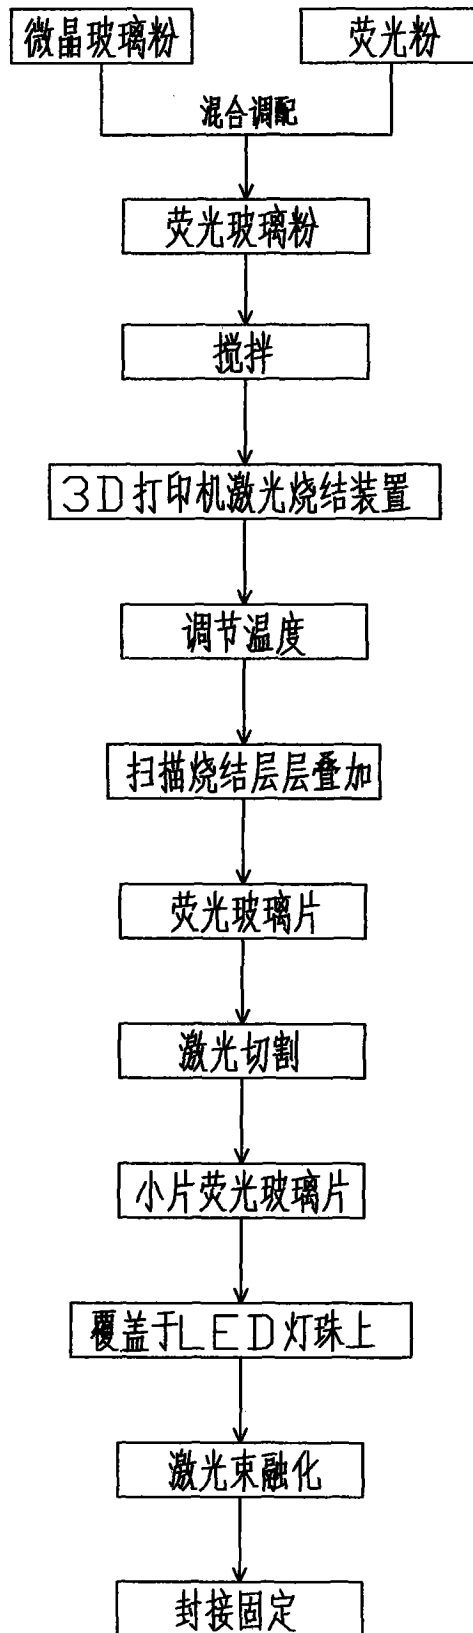 微晶玻璃粉
荧光粉
混合调配
荧光玻璃粉
搅拌
3D打印机激光烧结装置
调节温度
扫描烧结层层叠加
荧光玻璃片
激光切割
小片荧光玻璃片
覆盖于LED灯珠上
激光束融化
封接固定